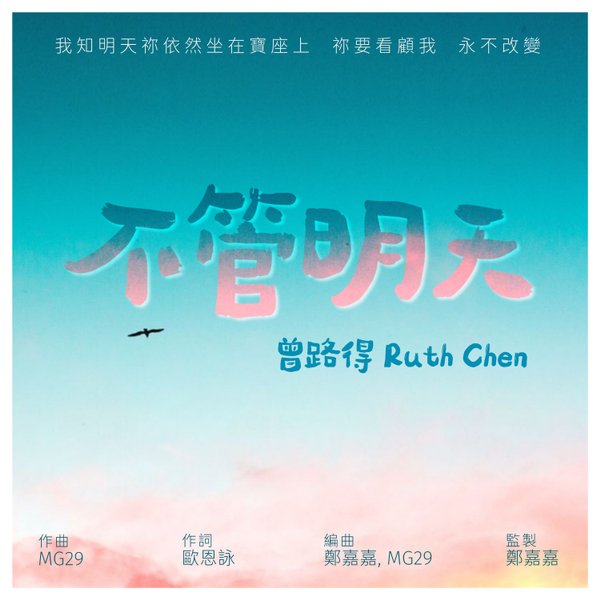 我知明天祢依然坐在寶座上　祢要看顧我　永不改變
不管明天
曾路得 Ruth Chen
作曲
MG29
作詞
歐恩詠
編曲
鄭嘉嘉, MG29
監製
鄭嘉嘉